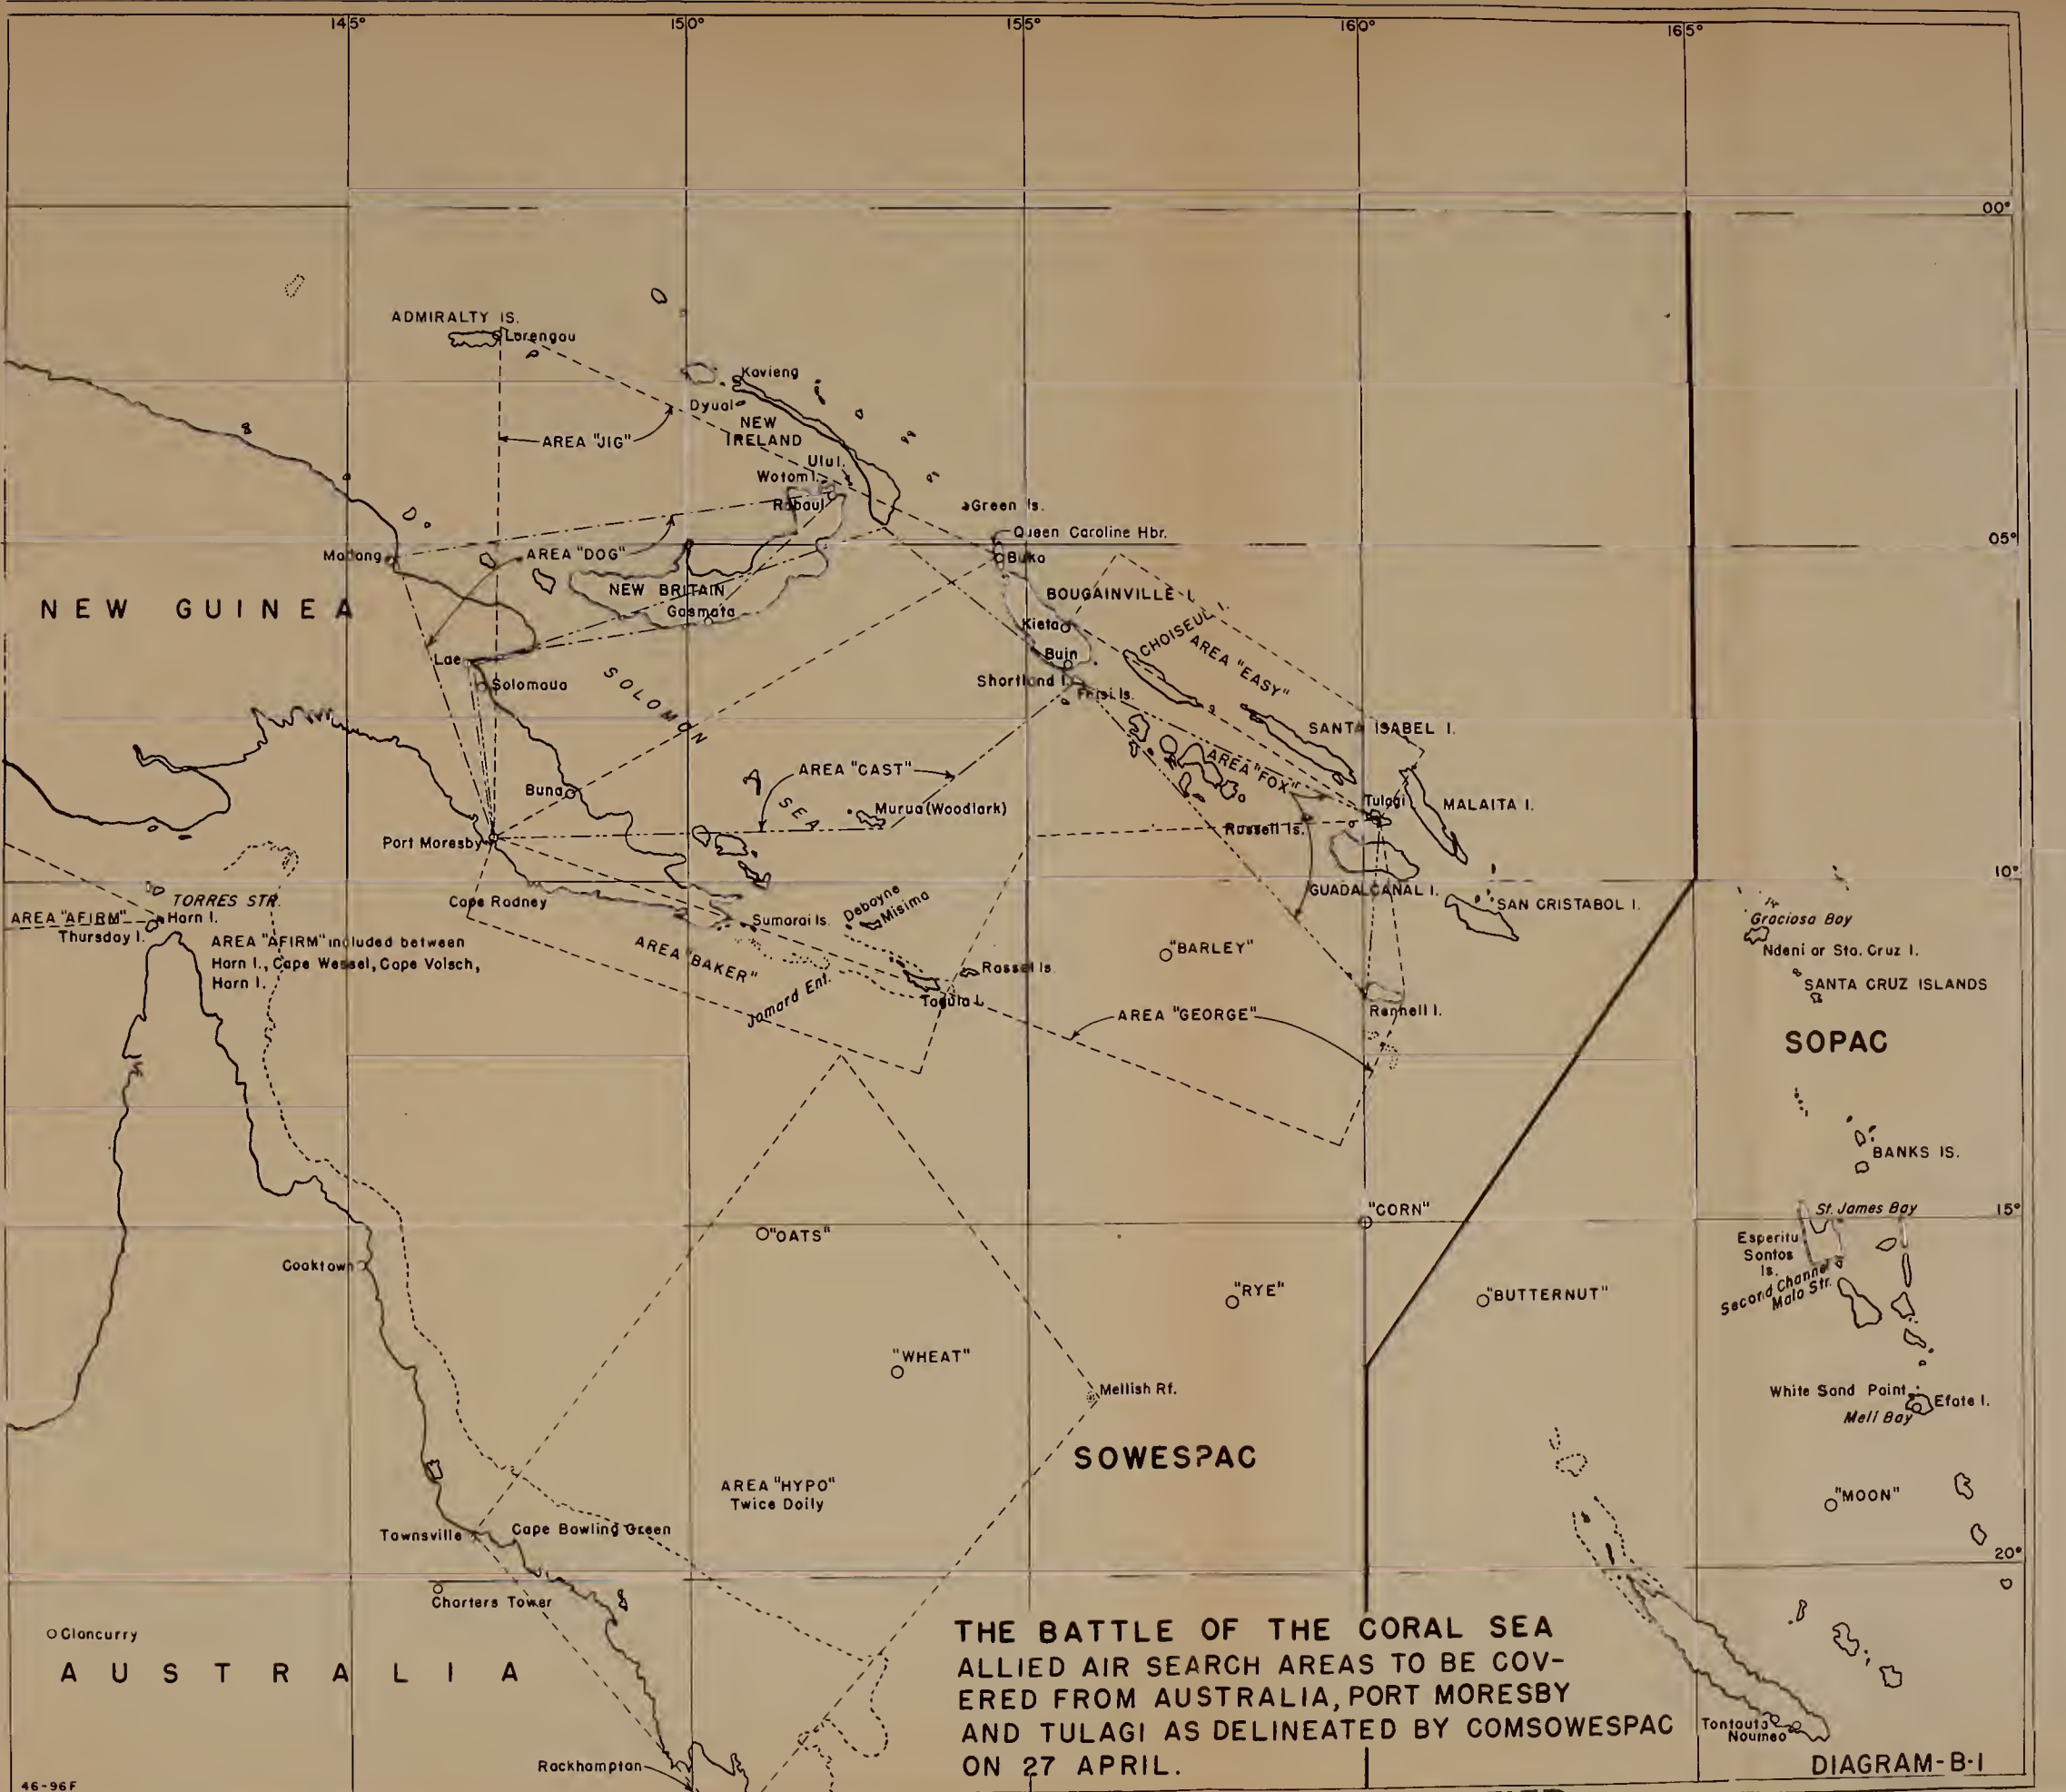 145°
150°
155°
160°
165°
00°
ADMIRALTY IS.
Lorengau
Kavieng
Dyual
AREA "JIG"
NEW
IRELAND
Ulu I.
Wotom I.
Rabaul
Green Is.
Queen Caroline Hbr.
05°
Madang
AREA "DOG"
Buka
NEW BRITAIN
Gasmata
BOUGAINVILLE I.
NEW GUINEA
Kieta
CHOISEUL I.
AREA "EASY"
Lae
Buin
Solomaua
Shortland I.
Faisi Is.
SOLOMON
SEA
SANTA ISABEL I.
AREA "CAST"
AREA "FOX"
Buna
Murua (Woodlark)
Tulagi
MALAITA I.
Russell Is.
Port Moresby
10°
TORRES STR.
Cape Rodney
GUADALCANAL I.
SAN CRISTABOL I.
AREA "AFIRM"
Horn I.
Thursday I.
Sumarai Is.
Deboyne
Misima
Graciosa Bay
AREA "AFIRM" included between
Horn I., Cape Wessel, Cape Volsch,
Horn I.
AREA "BAKER"
"BARLEY"
Ndeni or Sta. Cruz I.
Rossel Is.
Jomard Ent.
Tagula I.
SANTA CRUZ ISLANDS
AREA "GEORGE"
Rennell I.
SOPAC
BANKS IS.
"CORN"
St. James Bay
15°
"OATS"
Esperitu
Santos
Is.
Second Channel
Malo Str.
Cooktown
"RYE"
"BUTTERNUT"
"WHEAT"
Mellish Rf.
White Sand Point
Efate I.
Meli Bay
SOWESPAC
AREA "HYPO"
Twice Daily
"MOON"
Townsville
Cape Bowling Green
20°
Charters Tower
Cloncurry
AUSTRALIA
THE BATTLE OF THE CORAL SEA
ALLIED AIR SEARCH AREAS TO BE COV-
ERED FROM AUSTRALIA, PORT MORESBY
AND TULAGI AS DELINEATED BY COMSOWESPAC
ON 27 APRIL.
Tontouta
Noumea
Rockhampton
DIAGRAM-B-1
46-96F